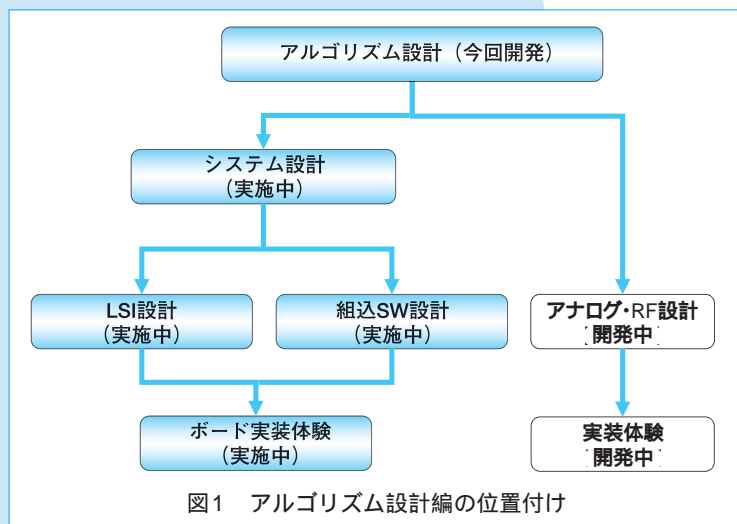 アルゴリズム設計（今回開発）
システム設計
（実施中）
LSI設計
（実施中）
組込SW設計
（実施中）
アナログ・RF設計
開発中
ボード実装体験
（実施中）
実装体験
開発中
図1 アルゴリズム設計編の位置付け